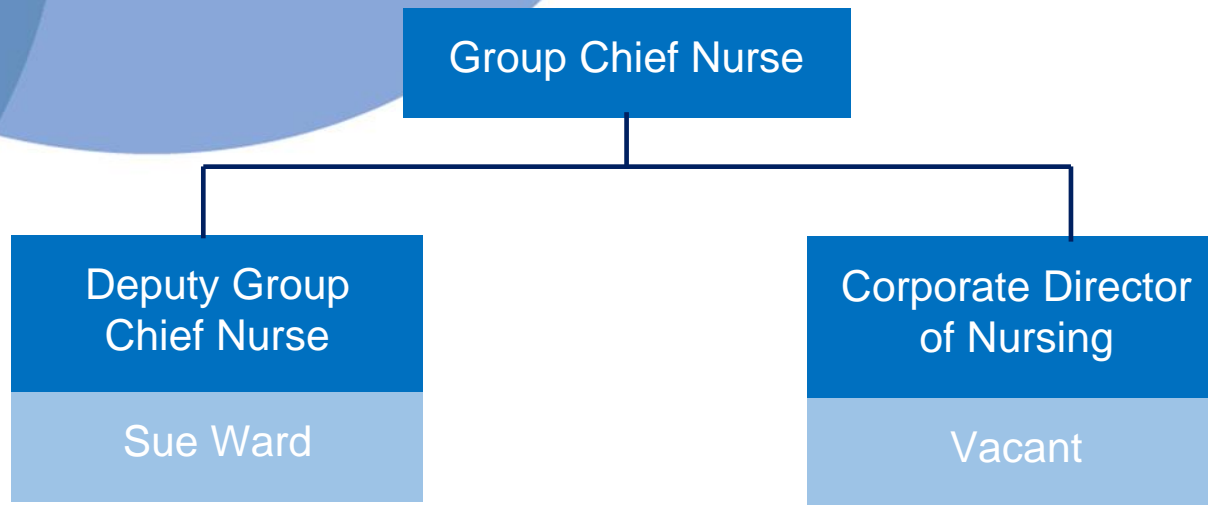 Group Chief Nurse
Deputy Group
Chief Nurse
Sue Ward
Corporate Director
of Nursing
Vacant